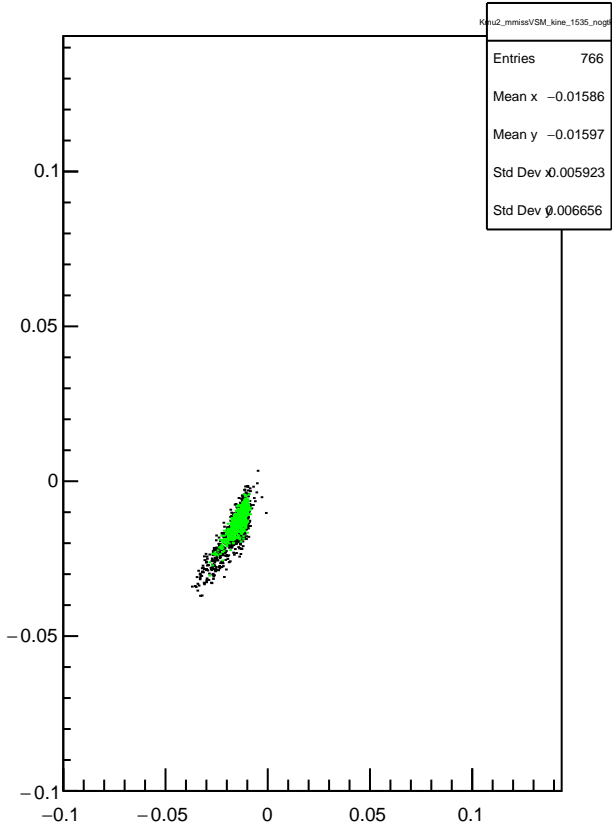 Kmu2_mmissVSM_kine_1535_nogtk
Entries 766
Mean x −0.01586
Mean y −0.01597
Std Dev x 0.005923
Std Dev y 0.006656
0.1
0.05
0
−0.05
−0.1
−0.1 −0.05 0 0.05 0.1